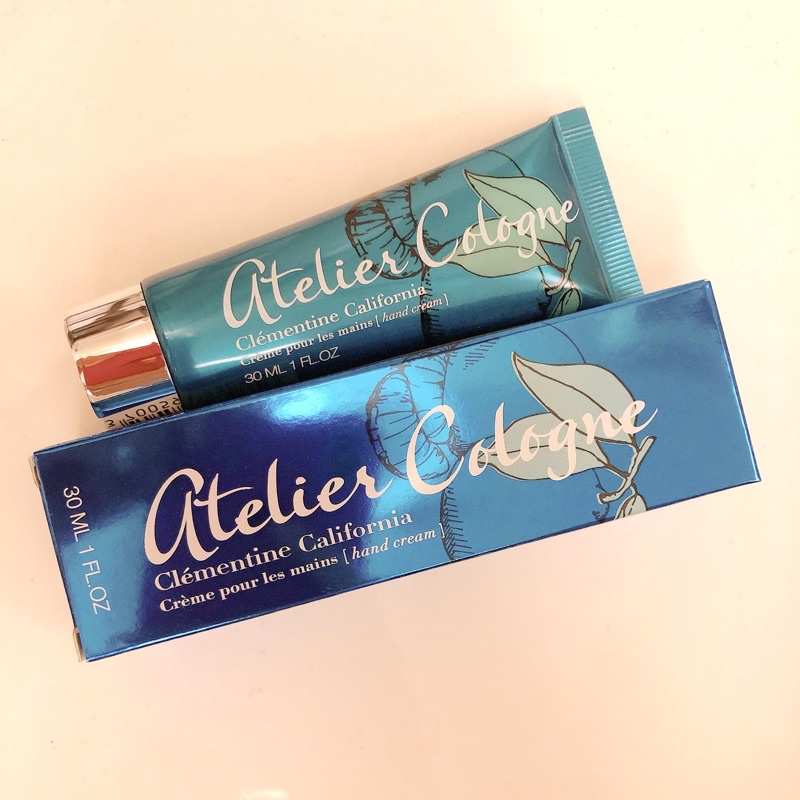 Atelier Cologne
Clémentine California
Crème pour les mains [ hand cream ]
30 ML 1 FL.OZ
Atelier Cologne
Clémentine California
Crème pour les mains [ hand cream ]
30 ML 1 FL.OZ